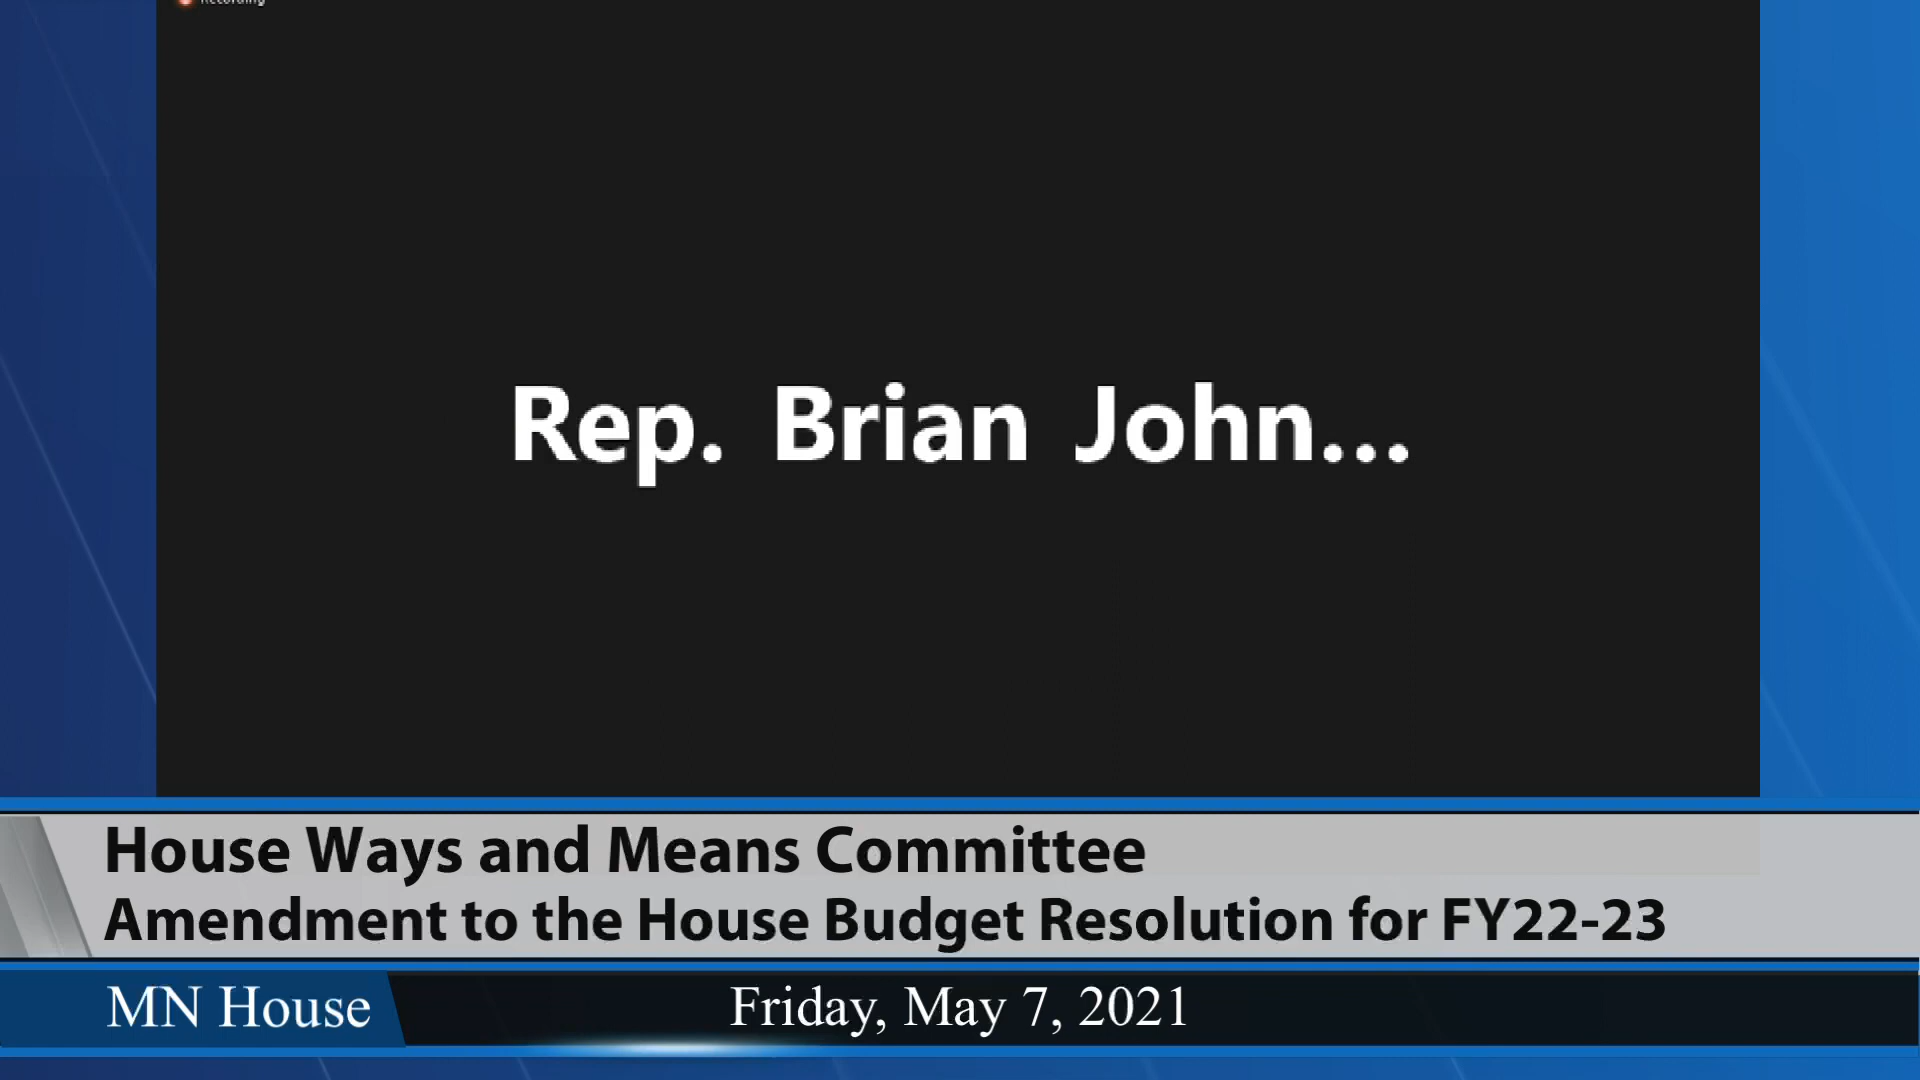 Recording
Rep. Brian John...
House Ways and Means Committee
Amendment to the House Budget Resolution for FY22-23
MN House
Friday, May 7, 2021